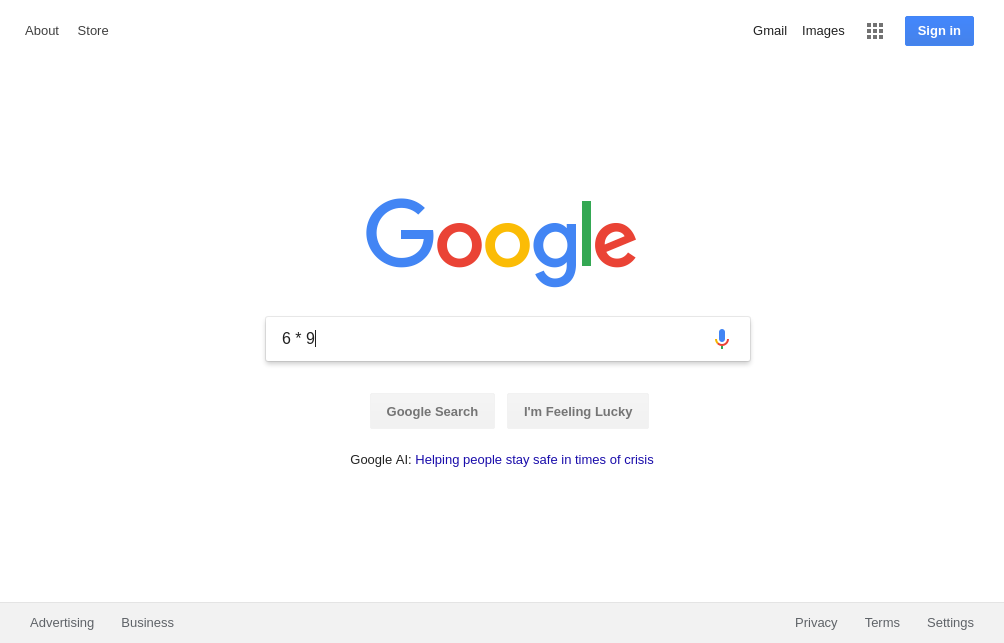 About Store Gmail Images Sign in
Google
6 * 9
Google Search I'm Feeling Lucky
Google AI: Helping people stay safe in times of crisis
Advertising Business Privacy Terms Settings